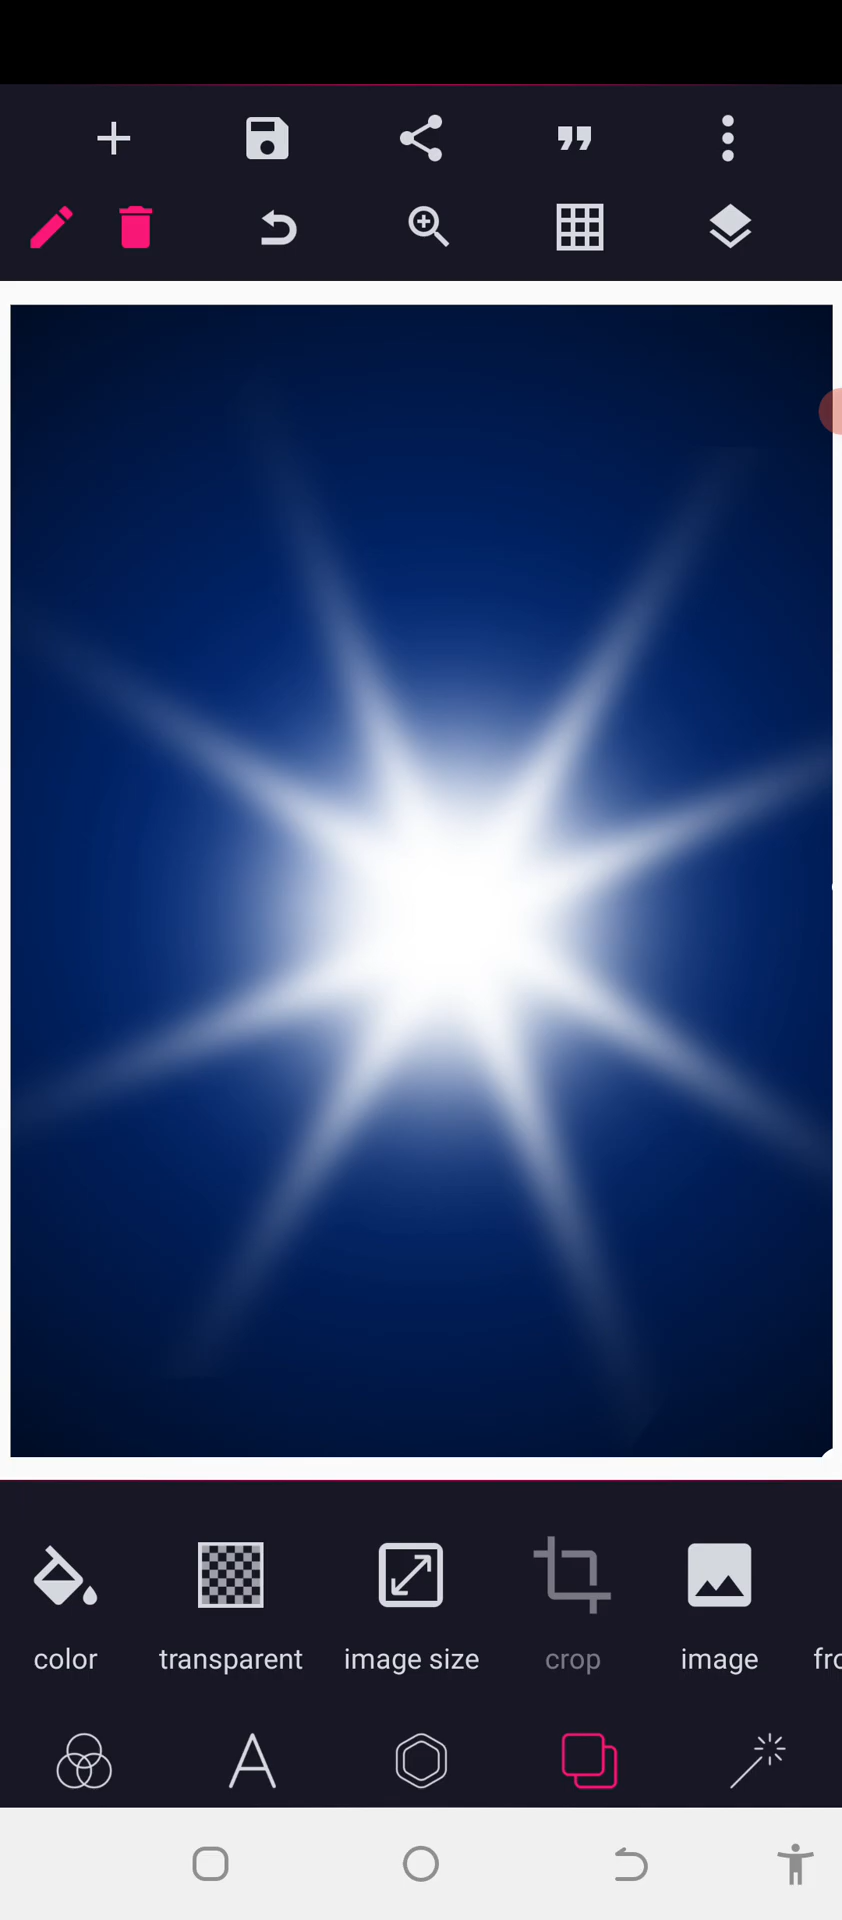 color
transparent
image size
crop
image